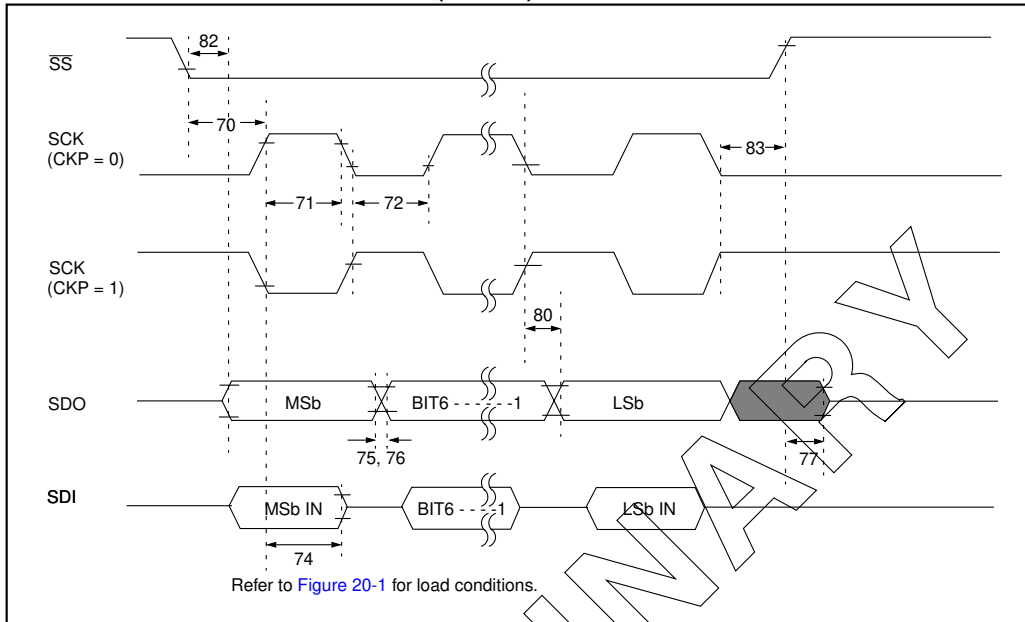 SS
82
70
SCK
(CKP = 0)
83
71
72
SCK
(CKP = 1)
80
SDO
MSb
BIT6 - - - - - -1
LSb
75, 76
77
SDI
MSb IN
BIT6 - - - -1
LSb IN
74
Refer to Figure 20-1 for load conditions.
INARY